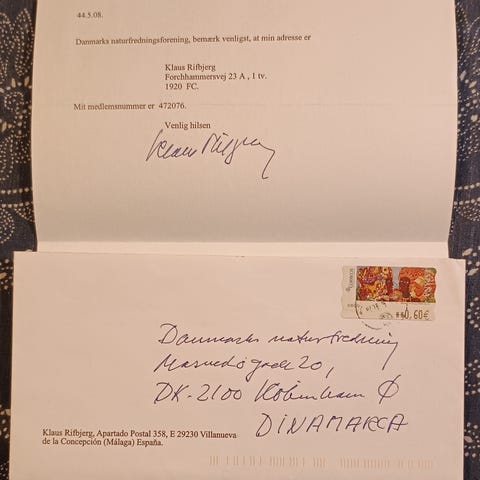 44.5.08.
Danmarks naturfredningsforening, bemærk venligst, at min adresse er
Klaus Rifbjerg
Forchhammersvej 23 A , 1 tv.
1920 FC.
Mit medlemsnummer er 472076.
Venlig hilsen
Klaus Rifbjerg
CORREOS
0,60€
Danmarks naturfredning
Masnedøgade 20,
DK-2100 København Ø
DINAMARCA
Klaus Rifbjerg, Apartado Postal 358, E 29230 Villanueva
de la Concepción (Málaga) España.